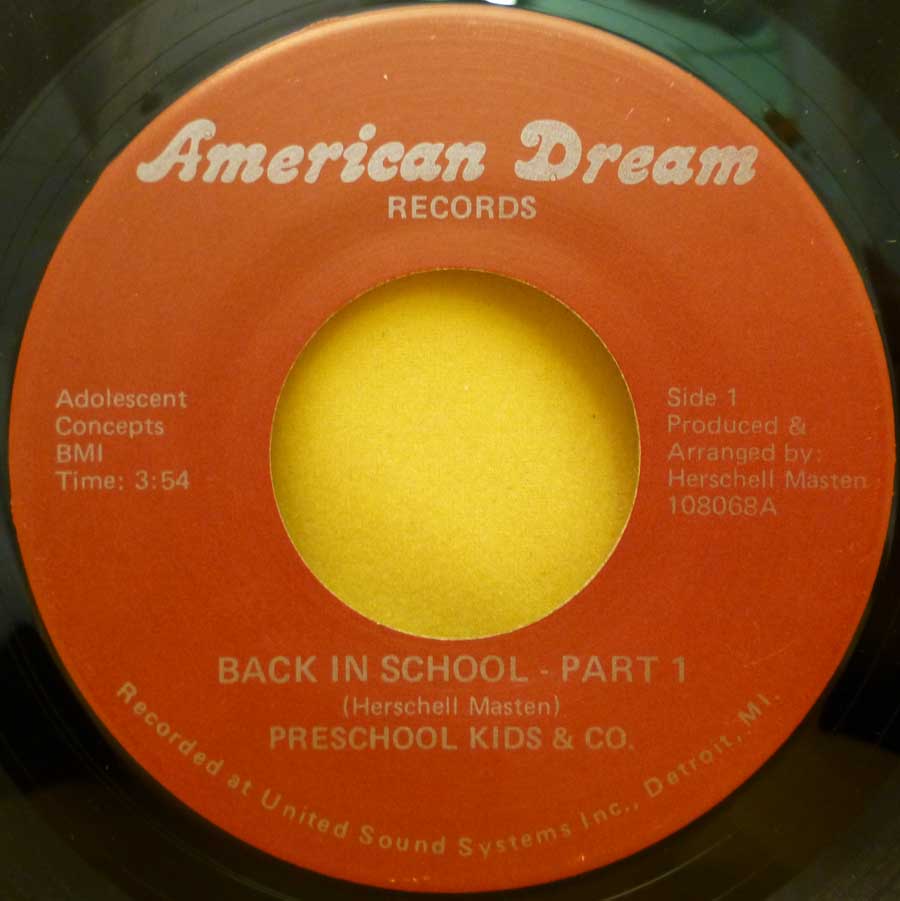 American Dream
RECORDS
Adolescent
Concepts
BMI
Time: 3:54
Side 1
Produced &
Arranged by:
Herschell Masten
108068A
BACK IN SCHOOL - PART 1
(Herschell Masten)
PRESCHOOL KIDS & CO.
Recorded at United Sound Systems Inc., Detroit, MI.